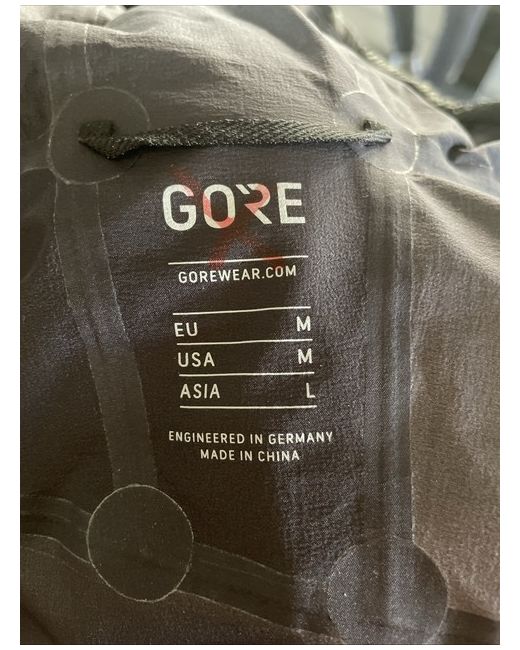 GORE
GOREWEAR.COM
EU M
USA M
ASIA L
ENGINEERED IN GERMANY
MADE IN CHINA